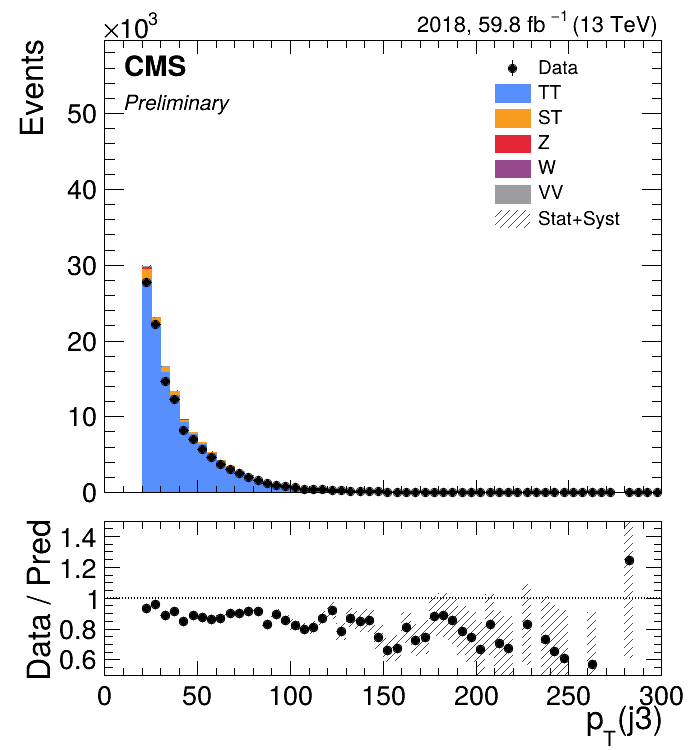 ×10³
2018, 59.8 fb⁻¹ (13 TeV)
CMS
Preliminary
Events
Data
TT
ST
Z
W
VV
Stat+Syst
50
40
30
20
10
0
Data / Pred
1.4
1.2
1
0.8
0.6
0 50 100 150 200 250 300
p_T(j3)